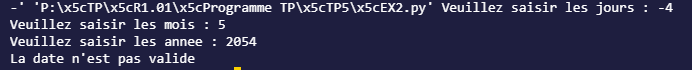 -' 'P:\x5cTP\x5cR1.01\x5cProgramme TP\x5cTP5\x5cEX2.py' Veuillez saisir les jours : -4
Veuillez saisir les mois : 5
Veuillez saisir les annee : 2054
La date n'est pas valide